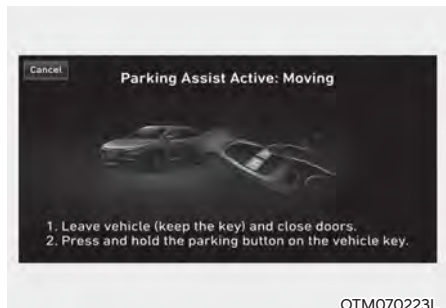 Cancel
Parking Assist Active: Moving
1. Leave vehicle (keep the key) and close doors.
2. Press and hold the parking button on the vehicle key.
OTM070223L